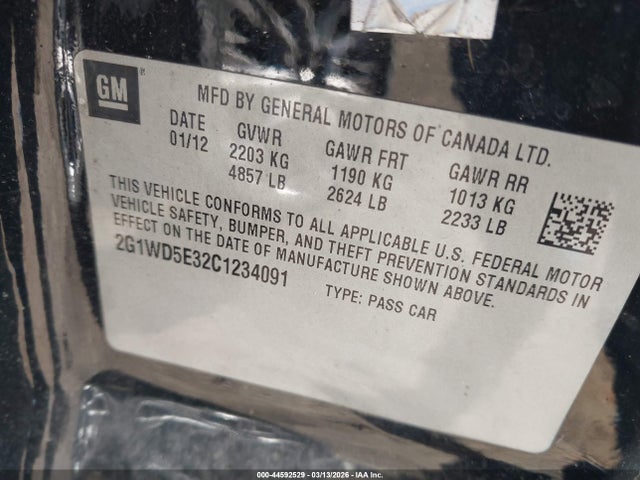 GM ®
MFD BY GENERAL MOTORS OF CANADA LTD.
DATE GVWR GAWR FRT GAWR RR
01/12 2203 KG 1190 KG 1013 KG
4857 LB 2624 LB 2233 LB
THIS VEHICLE CONFORMS TO ALL APPLICABLE U.S. FEDERAL MOTOR
VEHICLE SAFETY, BUMPER, AND THEFT PREVENTION STANDARDS IN
EFFECT ON THE DATE OF MANUFACTURE SHOWN ABOVE.
2G1WD5E32C1234091 TYPE: PASS CAR
000-44592529 | 03/13/2026 | IAA Inc.